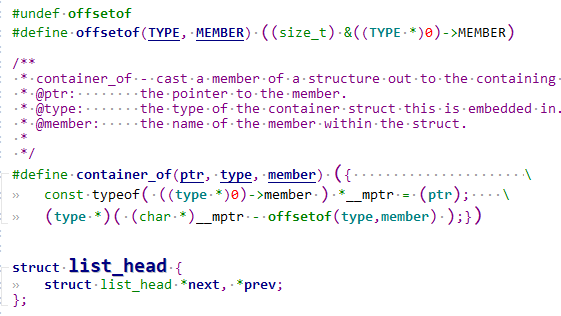 #undef offsetof
#define offsetof(TYPE, MEMBER) ((size_t) &((TYPE *)0)->MEMBER)
/**
 * container_of - cast a member of a structure out to the containing
 * @ptr:        the pointer to the member.
 * @type:       the type of the container struct this is embedded in.
 * @member:     the name of the member within the struct.
 *
 */
#define container_of(ptr, type, member) ({                      \
    const typeof( ((type *)0)->member ) *__mptr = (ptr);    \
    (type *)( (char *)__mptr - offsetof(type,member) );})
struct list_head {
    struct list_head *next, *prev;
};